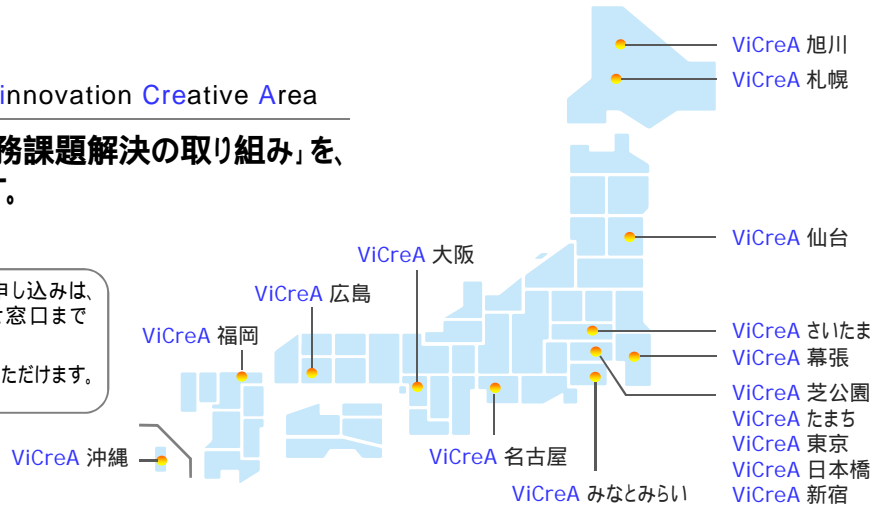 innovation Creative Area
務課題解決の取り組み」を、
す。
申し込みは、
せ窓口まで
ただけます。
ViCreA 旭川
ViCreA 札幌
ViCreA 仙台
ViCreA 大阪
ViCreA 広島
ViCreA 福岡
ViCreA さいたま
ViCreA 幕張
ViCreA 芝公園
ViCreA たまち
ViCreA 東京
ViCreA 日本橋
ViCreA 新宿
ViCreA 沖縄
ViCreA 名古屋
ViCreA みなとみらい